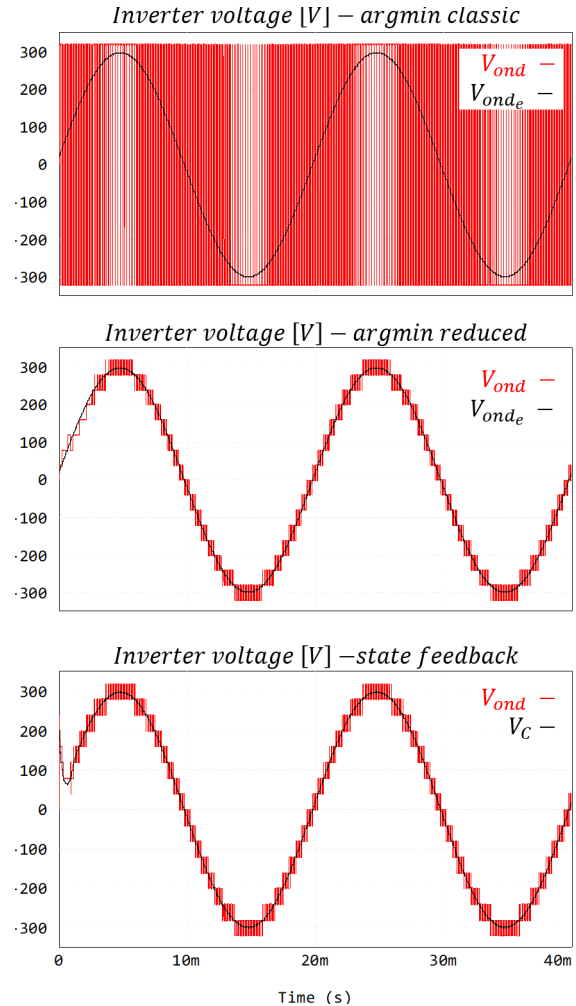 Inverter voltage [V] − argmin classic
300
200
100
0
-100
-200
-300
V_ond −
V_ond_e −
Inverter voltage [V] − argmin reduced
300
200
100
0
-100
-200
-300
V_ond −
V_ond_e −
Inverter voltage [V] −state feedback
300
200
100
0
-100
-200
-300
V_ond −
V_C −
0 10m 20m 30m 40m
Time (s)